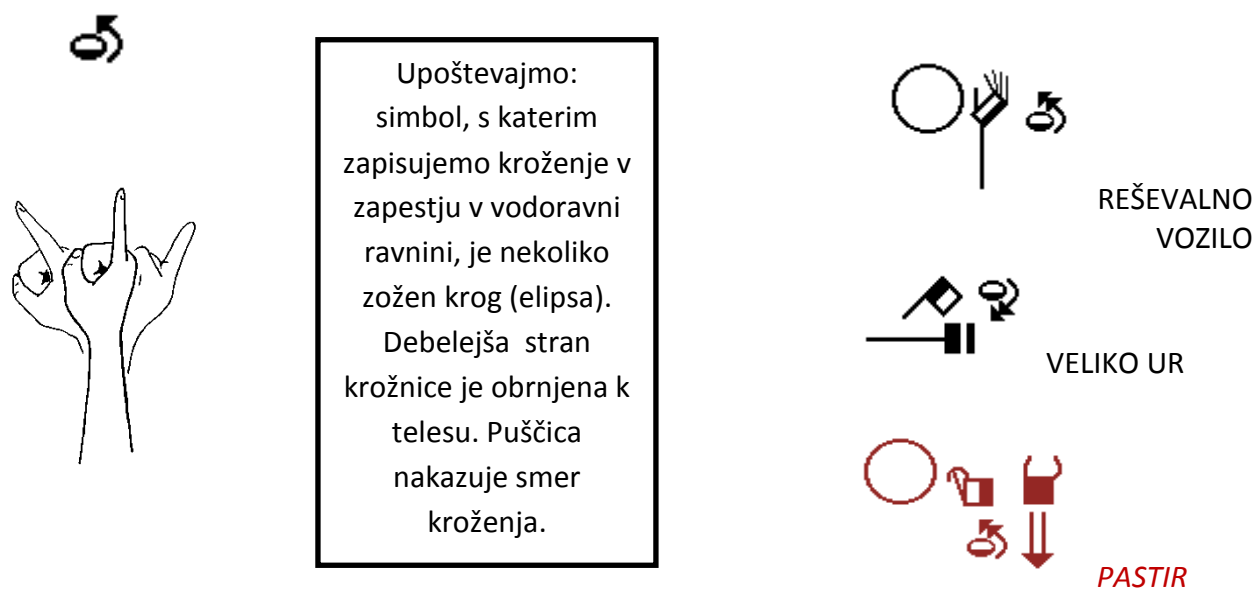 Upoštevajmo:
simbol, s katerim
zapisujemo kroženje v
zapestju v vodoravni
ravnini, je nekoliko
zožen krog (elipsa).
Debelejša stran
krožnice je obrnjena k
telesu. Puščica
nakazuje smer
kroženja.
REŠEVALNO
VOZILO
VELIKO UR
PASTIR